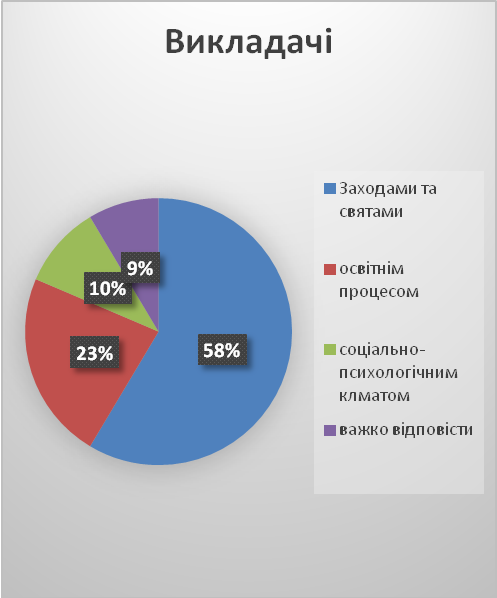 Викладачі
58%
23%
10%
9%
Заходами та
святами
освітнім
процесом
соціально-
психологічним
клматом
важко відповісти